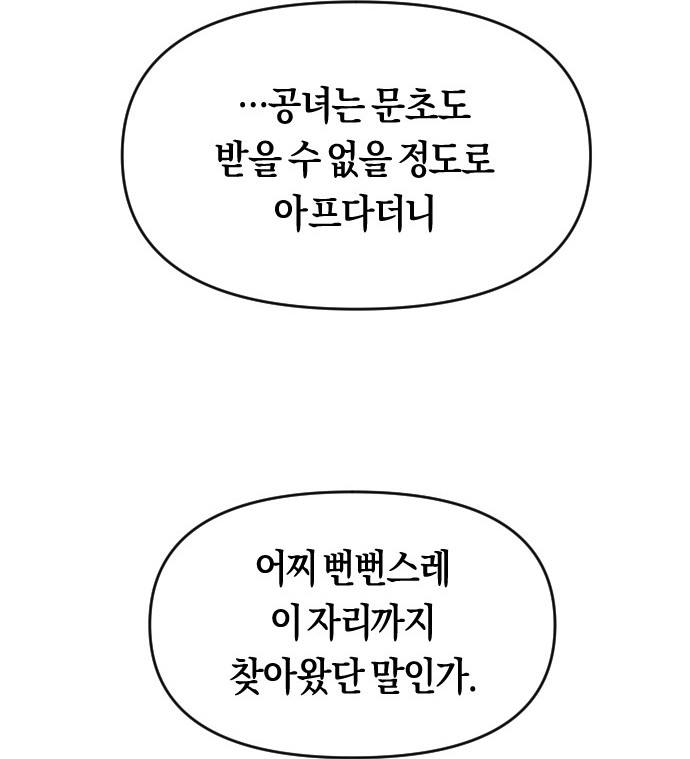 …공녀는 문초도
받을 수 없을 정도로
아프다더니
어찌 뻔뻔스레
이 자리까지
찾아왔단 말인가.